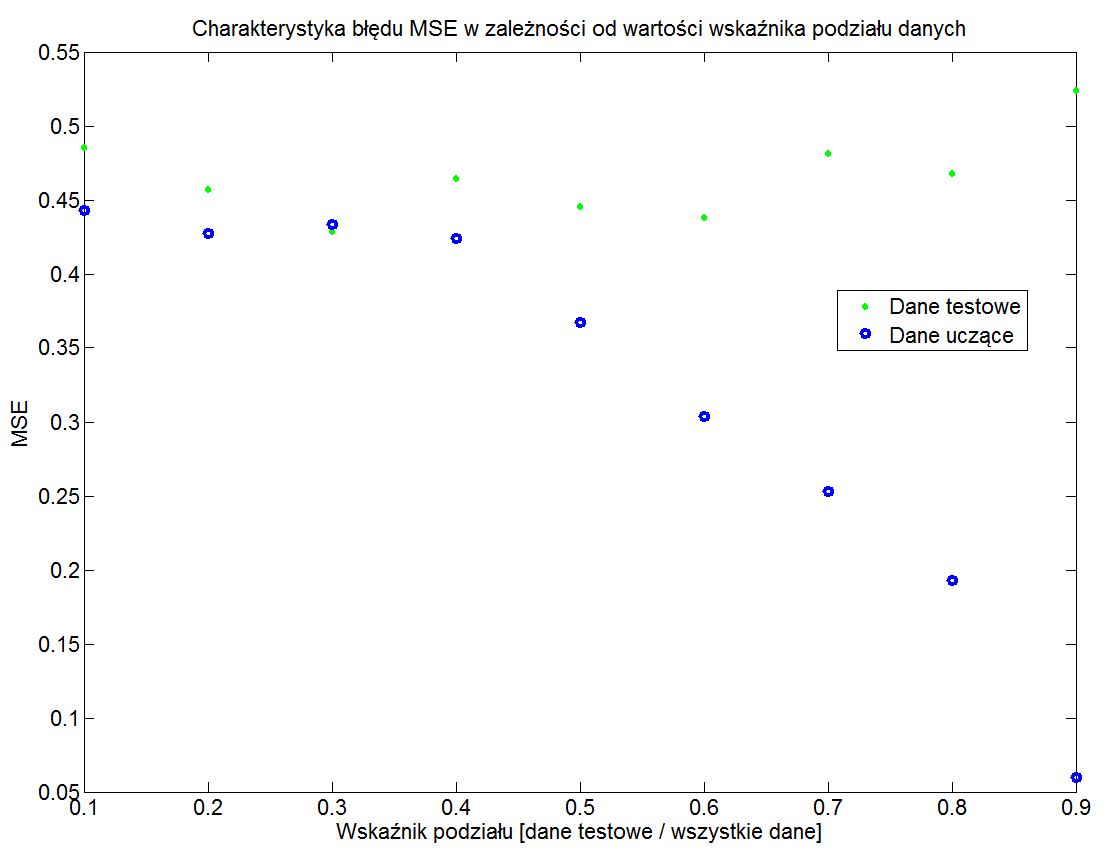 Charakterystyka błędu MSE w zależności od wartości wskaźnika podziału danych
0.55
0.5
0.45
0.4
0.35
0.3
0.25
0.2
0.15
0.1
0.05
MSE
Dane testowe
Dane uczące
0.1 0.2 0.3 0.4 0.5 0.6 0.7 0.8 0.9
Wskaźnik podziału [dane testowe / wszystkie dane]